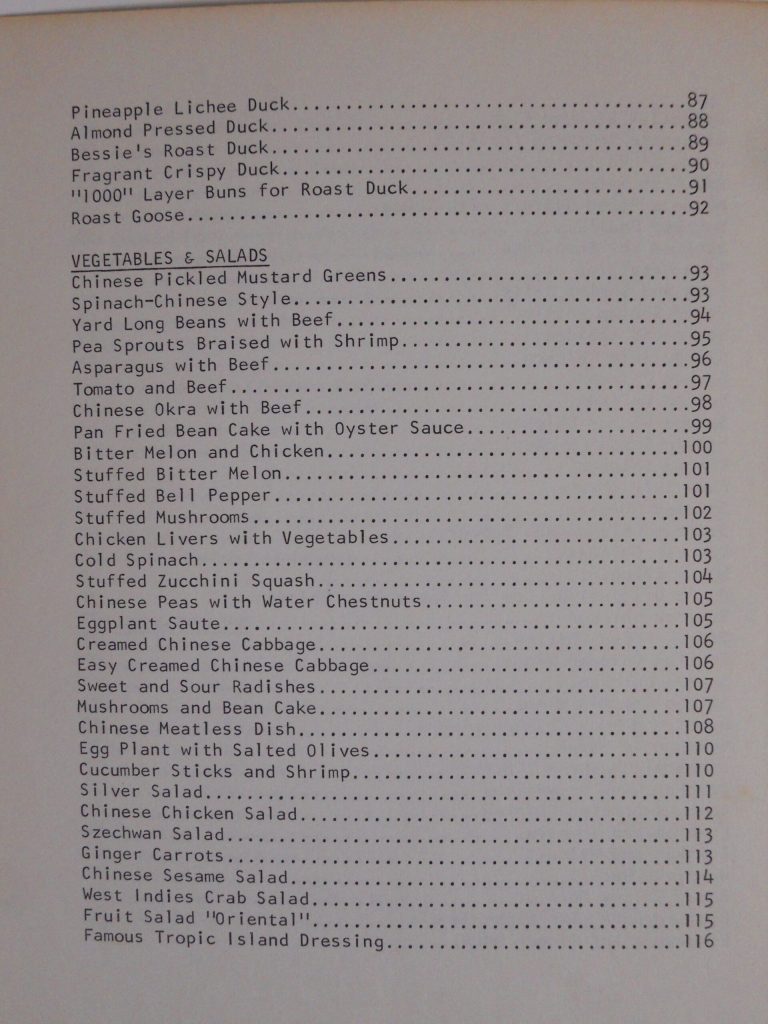 Pineapple Lichee Duck.....................................87
Almond Pressed Duck.......................................88
Bessie's Roast Duck.......................................89
Fragrant Crispy Duck......................................90
"1000" Layer Buns for Roast Duck..........................91
Roast Goose...............................................92
VEGETABLES & SALADS
Chinese Pickled Mustard Greens............................93
Spinach-Chinese Style.....................................93
Yard Long Beans with Beef.................................94
Pea Sprouts Braised with Shrimp...........................95
Asparagus with Beef.......................................96
Tomato and Beef...........................................97
Chinese Okra with Beef....................................98
Pan Fried Bean Cake with Oyster Sauce.....................99
Bitter Melon and Chicken.................................100
Stuffed Bitter Melon.....................................101
Stuffed Bell Pepper......................................101
Stuffed Mushrooms........................................102
Chicken Livers with Vegetables...........................103
Cold Spinach.............................................103
Stuffed Zucchini Squash..................................104
Chinese Peas with Water Chestnuts........................105
Eggplant Saute...........................................105
Creamed Chinese Cabbage..................................106
Easy Creamed Chinese Cabbage.............................106
Sweet and Sour Radishes..................................107
Mushrooms and Bean Cake..................................107
Chinese Meatless Dish....................................108
Egg Plant with Salted Olives.............................110
Cucumber Sticks and Shrimp...............................110
Silver Salad.............................................111
Chinese Chicken Salad....................................112
Szechwan Salad...........................................113
Ginger Carrots...........................................113
Chinese Sesame Salad.....................................114
West Indies Crab Salad...................................115
Fruit Salad "Oriental"...................................115
Famous Tropic Island Dressing............................116